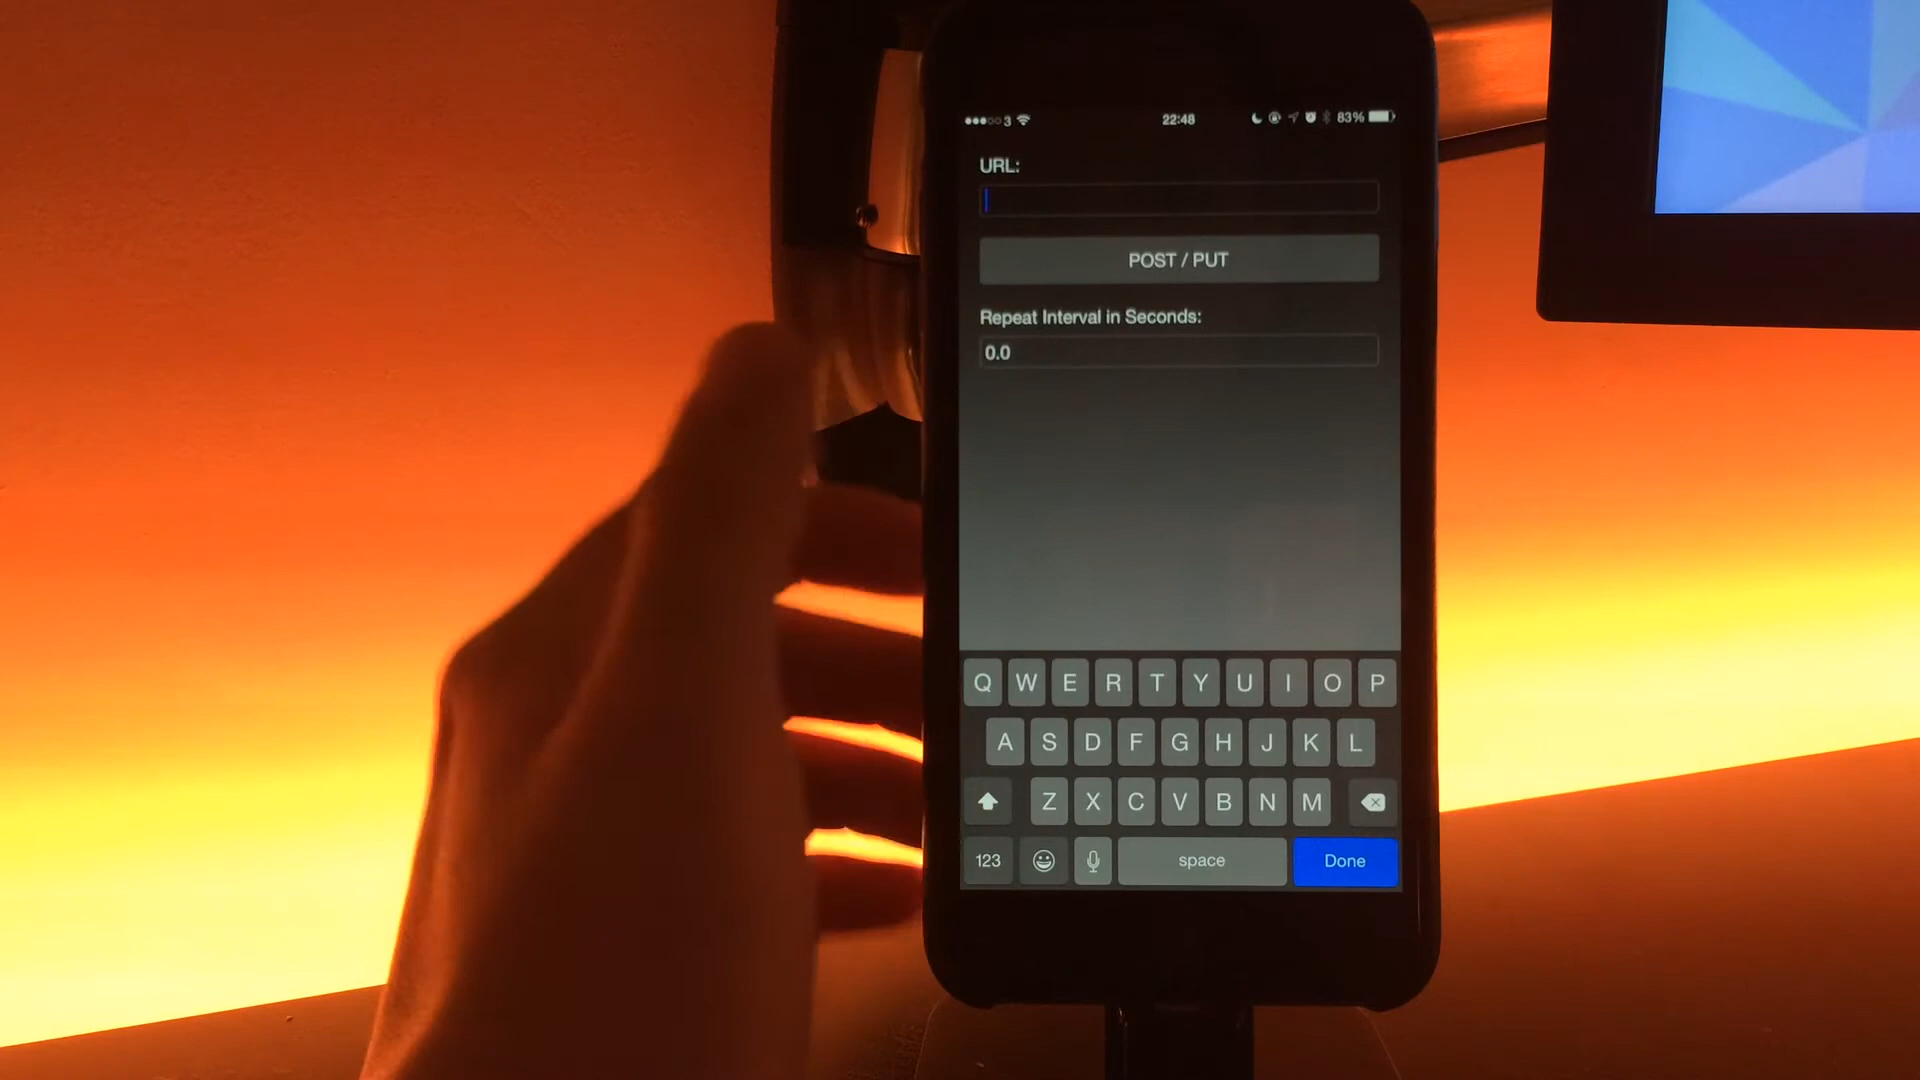 3 22:48 83%
URL:
POST / PUT
Repeat Interval in Seconds:
0.0
Q W E R T Y U I O P
A S D F G H J K L
Z X C V B N M
123 space Done